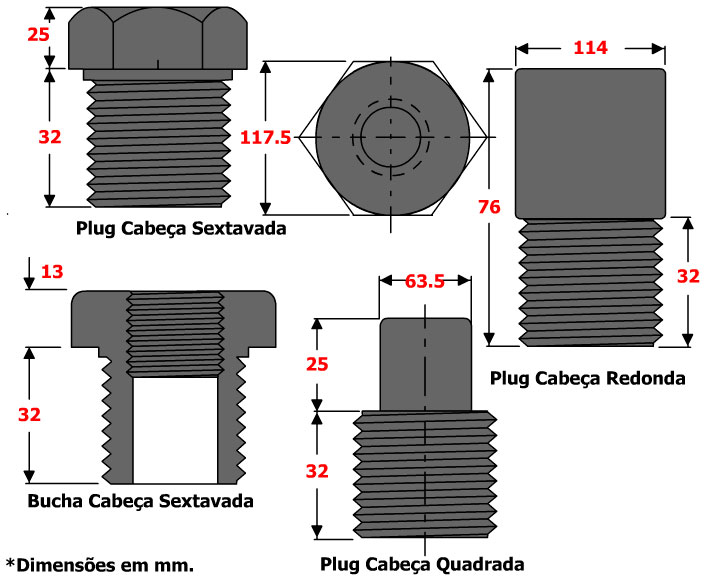 25
32
Plug Cabeça Sextavada
117.5
114
76
32
Plug Cabeça Redonda
13
32
Bucha Cabeça Sextavada
63.5
25
32
Plug Cabeça Quadrada
*Dimensões em mm.